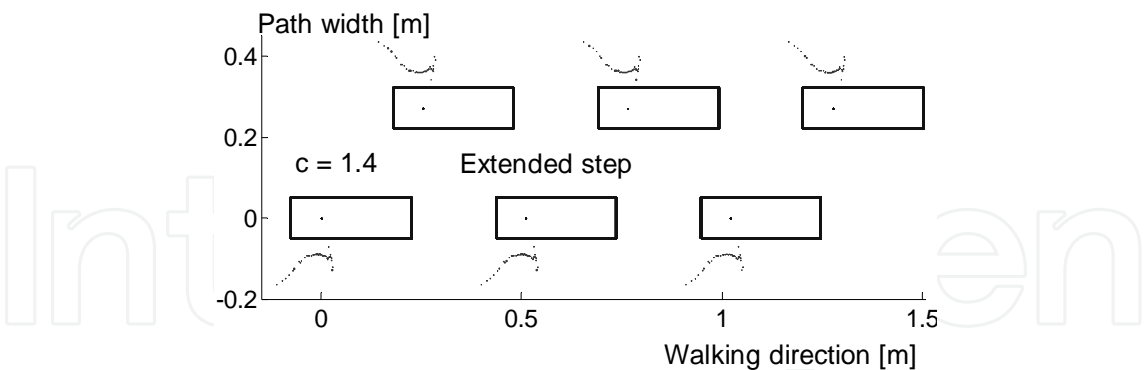 Path width [m]
0.4
0.2
c = 1.4 Extended step
0
-0.2
0 0.5 1 1.5
Walking direction [m]